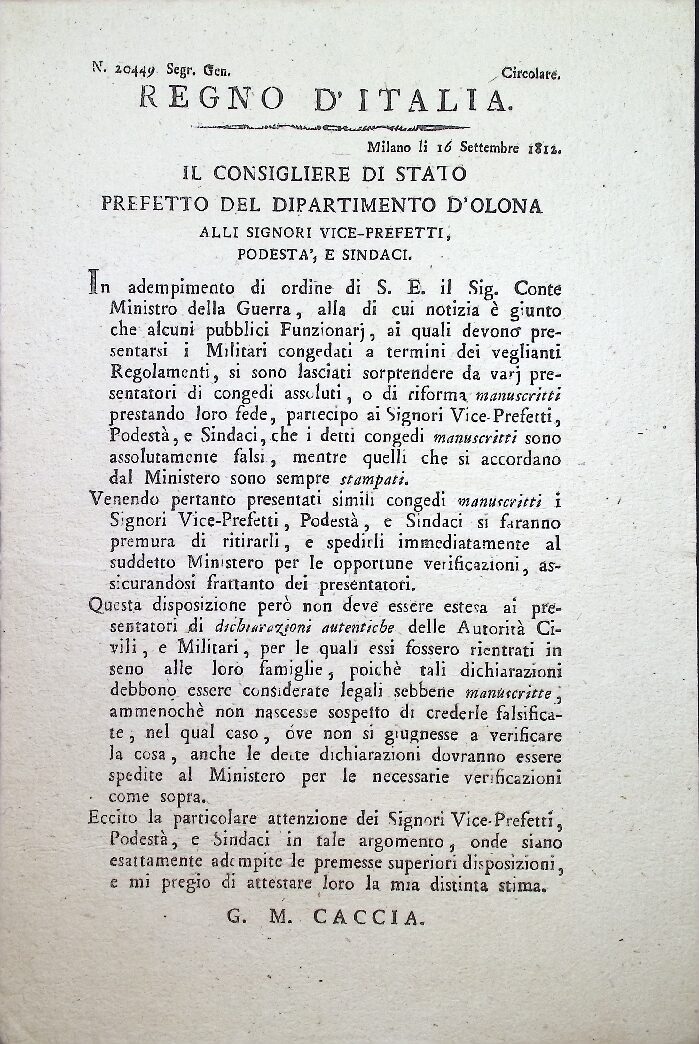 N. 20449 Segr. Gen. Circolare.
REGNO D'ITALIA.
Milano li 16 Settembre 1812.
IL CONSIGLIERE DI STATO
PREFETTO DEL DIPARTIMENTO D'OLONA
ALLI SIGNORI VICE-PREFETTI,
PODESTA', E SINDACI.
In adempimento di ordine di S. E. il Sig. Conte
Ministro della Guerra, alla di cui notizia è giunto
che alcuni pubblici Funzionarj, ai quali devono pre-
sentarsi i Militari congedati a termini dei veglianti
Regolamenti, si sono lasciati sorprendere da varj pre-
sentatori di congedi assoluti, o di riforma manuscritti
prestando loro fede, partecipo ai Signori Vice-Prefetti,
Podestà, e Sindaci, che i detti congedi manuscritti sono
assolutamente falsi, mentre quelli che si accordano
dal Ministero sono sempre stampati.
Venendo pertanto presentati simili congedi manuscritti i
Signori Vice-Prefetti, Podestà, e Sindaci si faranno
premura di ritirarli, e spedirli immediatamente al
suddetto Ministero per le opportune verificazioni, as-
sicurandosi frattanto dei presentatori.
Questa disposizione però non deve essere estesa ai pre-
sentatori di dichiarazioni autentiche delle Autorità Ci-
vili, e Militari, per le quali essi fossero rientrati in
seno alle loro famiglie, poichè tali dichiarazioni
debbono essere considerate legali sebbene manuscritte,
ammenochè non nascesse sospetto di crederle falsifica-
te, nel qual caso, ove non si giugnesse a verificare
la cosa, anche le dette dichiarazioni dovranno essere
spedite al Ministero per le necessarie verificazioni
come sopra.
Eccito la particolare attenzione dei Signori Vice-Prefetti,
Podestà, e Sindaci in tale argomento, onde siano
esattamente adempite le premesse superiori disposizioni,
e mi pregio di attestare loro la mia distinta stima.
G. M. CACCIA.